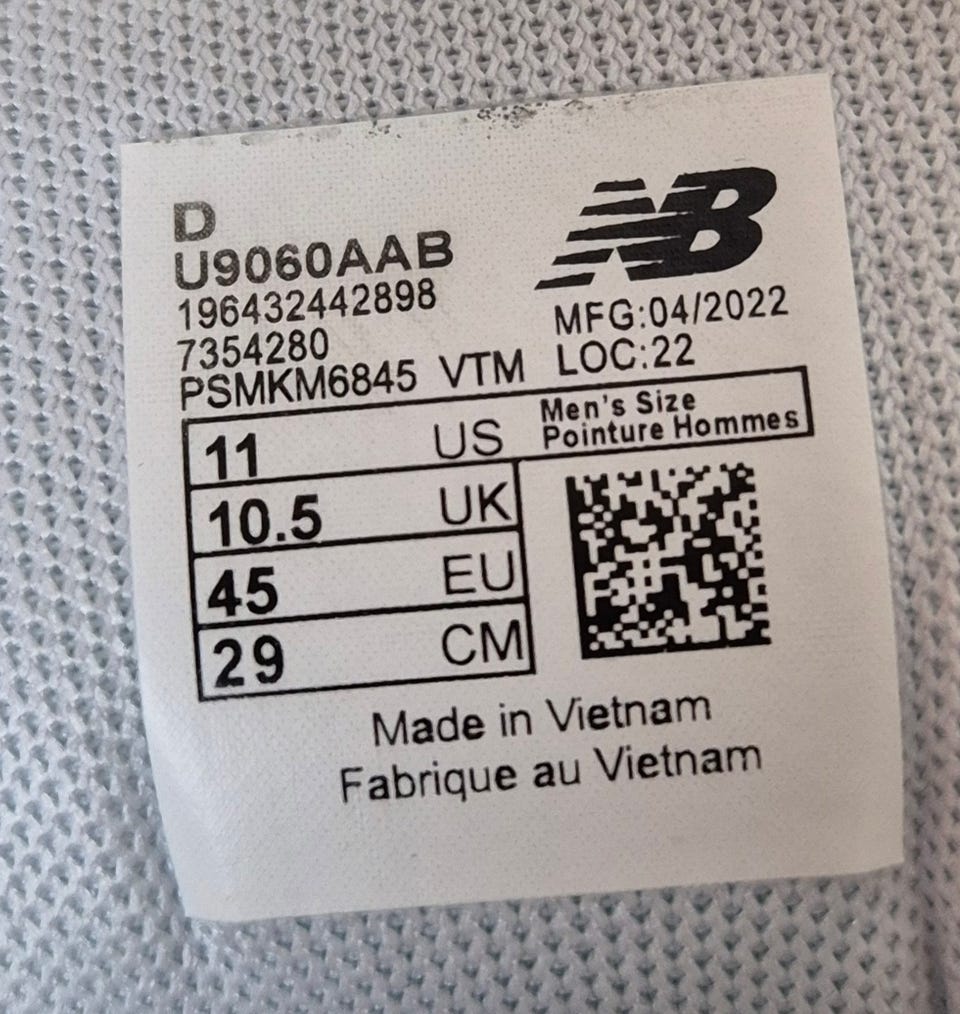 D
U9060AAB
196432442898
7354280
PSMKM6845 VTM
NB
MFG:04/2022
LOC:22
11 US Men's Size
Pointure Hommes
10.5 UK
45 EU
29 CM
Made in Vietnam
Fabrique au Vietnam